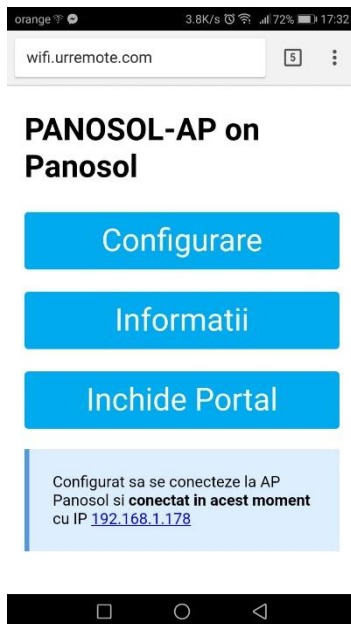 orange 3.8K/s 72% 17:32
wifi.urremote.com 5
PANOSOL-AP on
Panosol
Configurare
Informatii
Inchide Portal
Configurat sa se conecteze la AP
Panosol si conectat in acest moment
cu IP 192.168.1.178